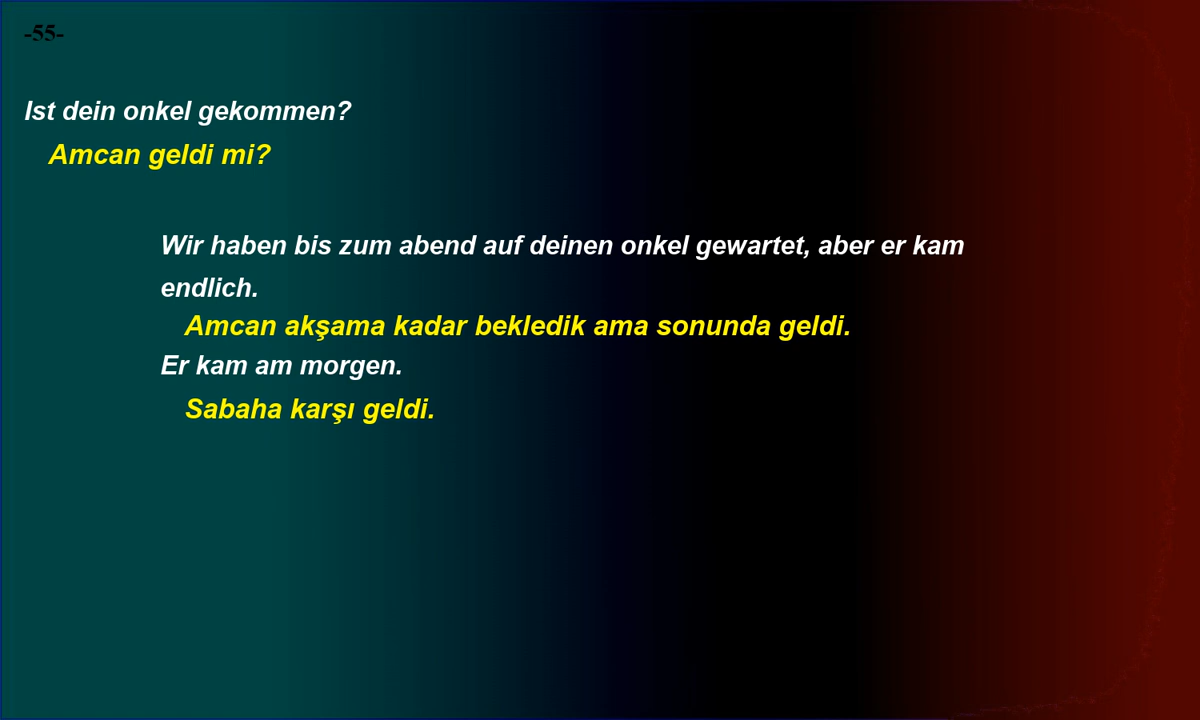 -55-
Ist dein onkel gekommen?
Amcan geldi mi?
Wir haben bis zum abend auf deinen onkel gewartet, aber er kam
endlich.
Amcan akşama kadar bekledik ama sonunda geldi.
Er kam am morgen.
Sabaha karşı geldi.